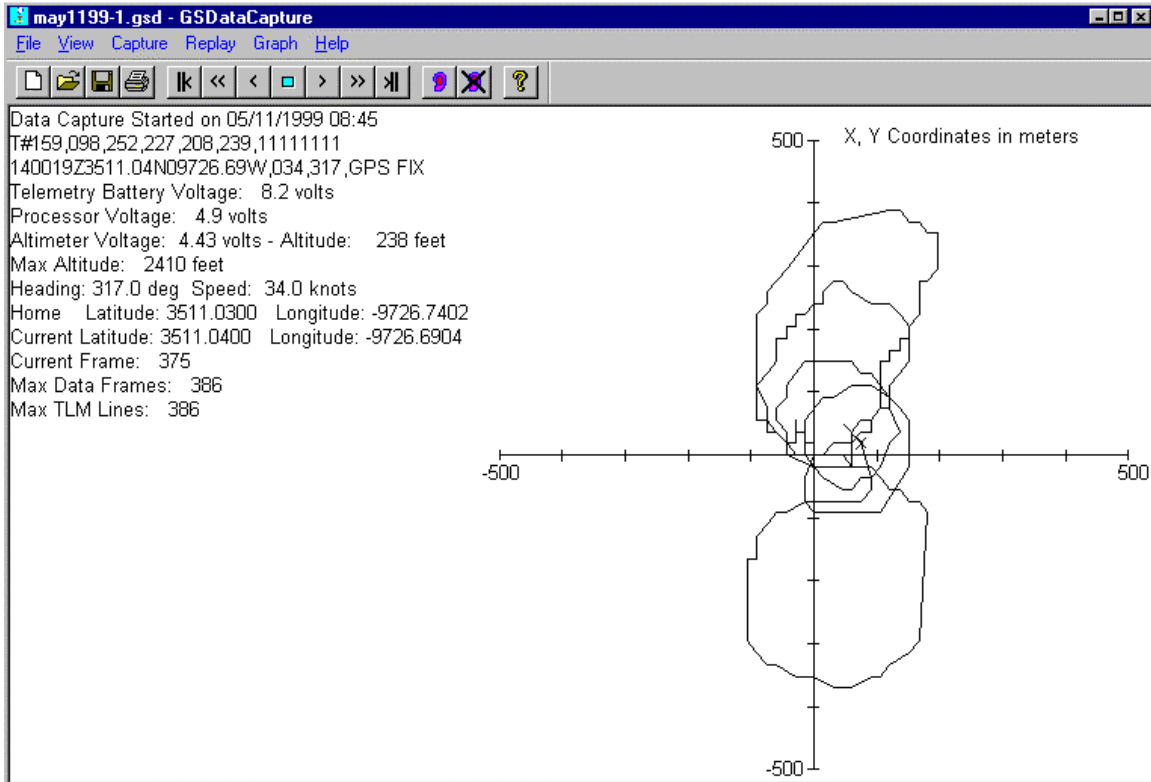 may1199-1.gsd - GSDataCapture
File View Capture Replay Graph Help
Data Capture Started on 05/11/1999 08:45
T#159,098,252,227,208,239,11111111
140019Z3511.04N09726.69W,034,317,GPS FIX
Telemetry Battery Voltage: 8.2 volts
Processor Voltage: 4.9 volts
Altimeter Voltage: 4.43 volts - Altitude: 238 feet
Max Altitude: 2410 feet
Heading: 317.0 deg Speed: 34.0 knots
Home Latitude: 3511.0300 Longitude: -9726.7402
Current Latitude: 3511.0400 Longitude: -9726.6904
Current Frame: 375
Max Data Frames: 386
Max TLM Lines: 386
X, Y Coordinates in meters
500
-500
500
-500